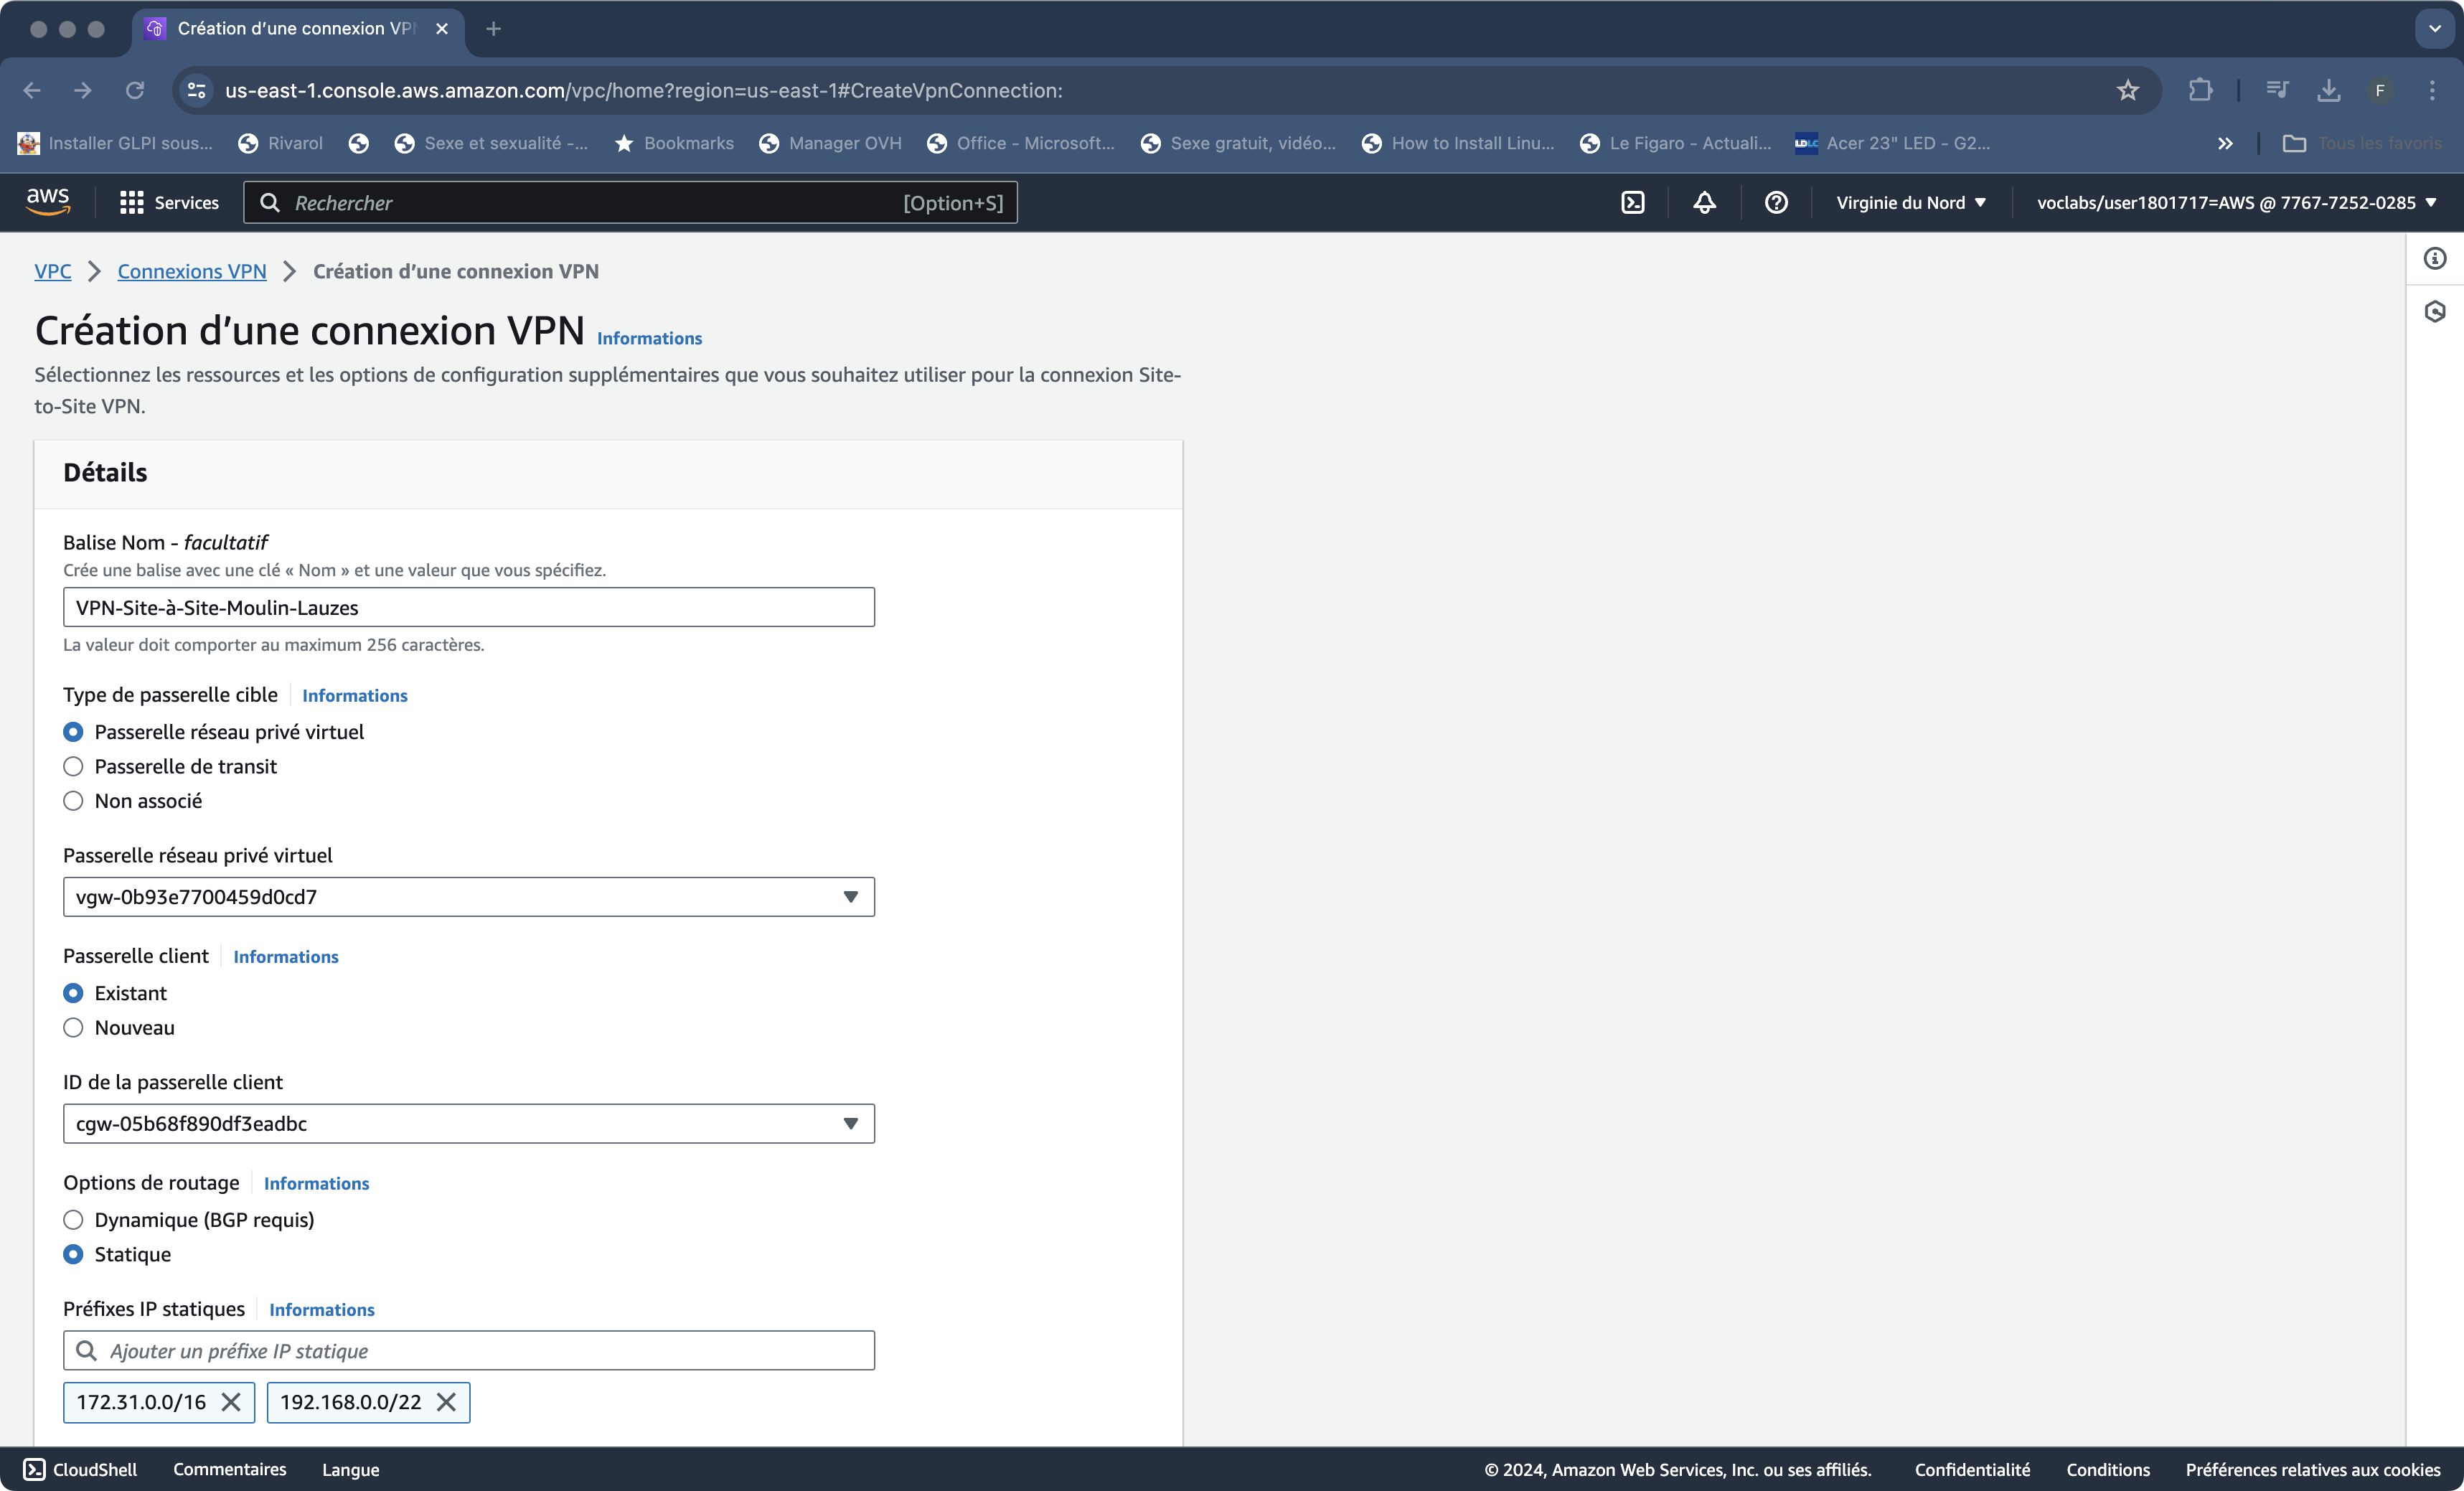 Création d’une connexion VPN
us-east-1.console.aws.amazon.com/vpc/home?region=us-east-1#CreateVpnConnection:
F
Installer GLPI sous...
Rivarol
Sexe et sexualité -...
Bookmarks
Manager OVH
Office - Microsoft...
Sexe gratuit, vidéo...
How to Install Linu...
Le Figaro - Actuali...
Acer 23" LED - G2...
Tous les favoris
aws
Services
Rechercher
[Option+S]
Virginie du Nord
voclabs/user1801717=AWS @ 7767-7252-0285
VPC
Connexions VPN
Création d’une connexion VPN
Création d’une connexion VPN
Informations
Sélectionnez les ressources et les options de configuration supplémentaires que vous souhaitez utiliser pour la connexion Site-
to-Site VPN.
Détails
Balise Nom - facultatif
Crée une balise avec une clé « Nom » et une valeur que vous spécifiez.
VPN-Site-à-Site-Moulin-Lauzes
La valeur doit comporter au maximum 256 caractères.
Type de passerelle cible
Informations
Passerelle réseau privé virtuel
Passerelle de transit
Non associé
Passerelle réseau privé virtuel
vgw-0b93e7700459d0cd7
Passerelle client
Informations
Existant
Nouveau
ID de la passerelle client
cgw-05b68f890df3eadbc
Options de routage
Informations
Dynamique (BGP requis)
Statique
Préfixes IP statiques
Informations
Ajouter un préfixe IP statique
172.31.0.0/16
192.168.0.0/22
CloudShell
Commentaires
Langue
© 2024, Amazon Web Services, Inc. ou ses affiliés.
Confidentialité
Conditions
Préférences relatives aux cookies